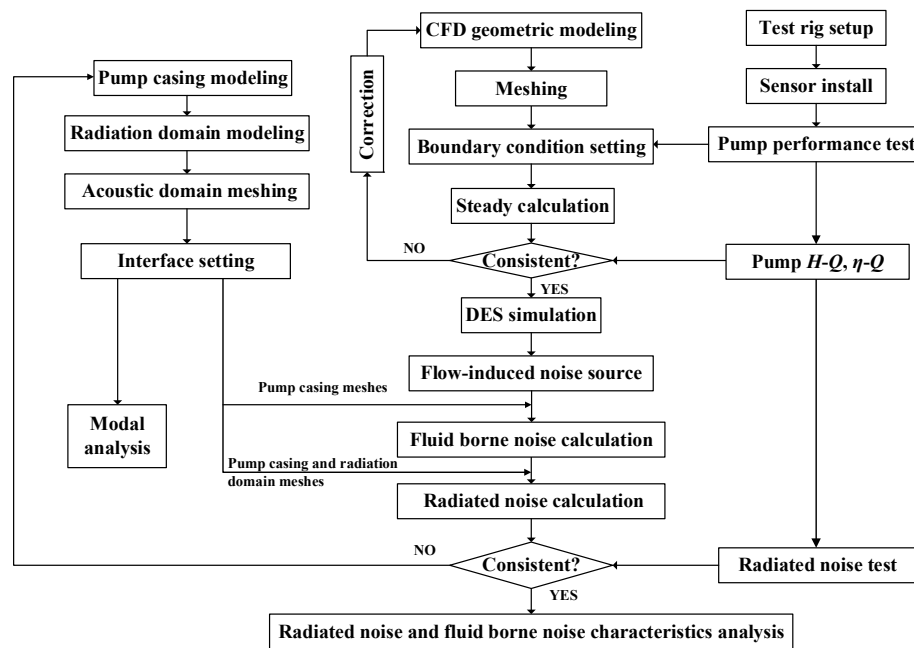 CFD geometric modeling
Test rig setup
Pump casing modeling
Correction
Meshing
Sensor install
Radiation domain modeling
Boundary condition setting
Pump performance test
Acoustic domain meshing
Steady calculation
Interface setting
NO
Consistent?
Pump H-Q, η-Q
YES
DES simulation
Flow-induced noise source
Pump casing meshes
Modal
analysis
Fluid borne noise calculation
Pump casing and radiation
domain meshes
Radiated noise calculation
NO
Consistent?
Radiated noise test
YES
Radiated noise and fluid borne noise characteristics analysis